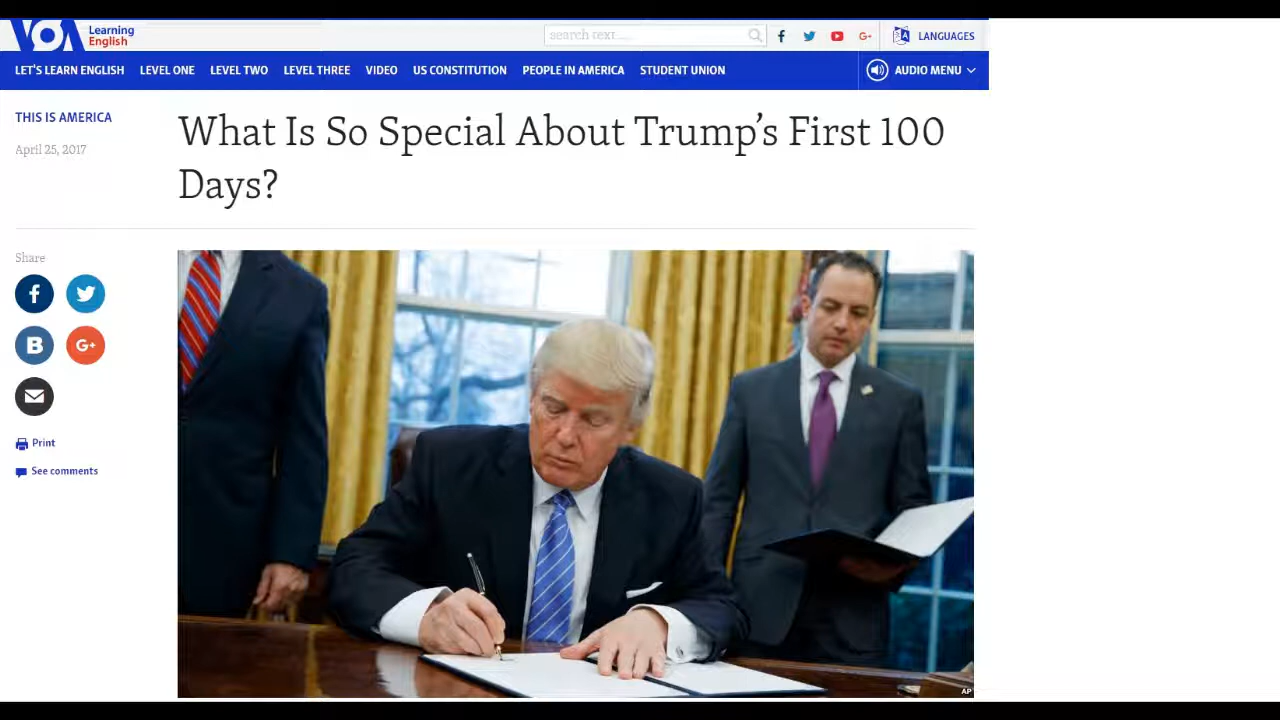 VOA Learning
English
search text.....
LANGUAGES
LET'S LEARN ENGLISH LEVEL ONE LEVEL TWO LEVEL THREE VIDEO US CONSTITUTION PEOPLE IN AMERICA STUDENT UNION AUDIO MENU
THIS IS AMERICA
April 25, 2017
What Is So Special About Trump's First 100
Days?
Share
B
G+
Print
See comments
AP